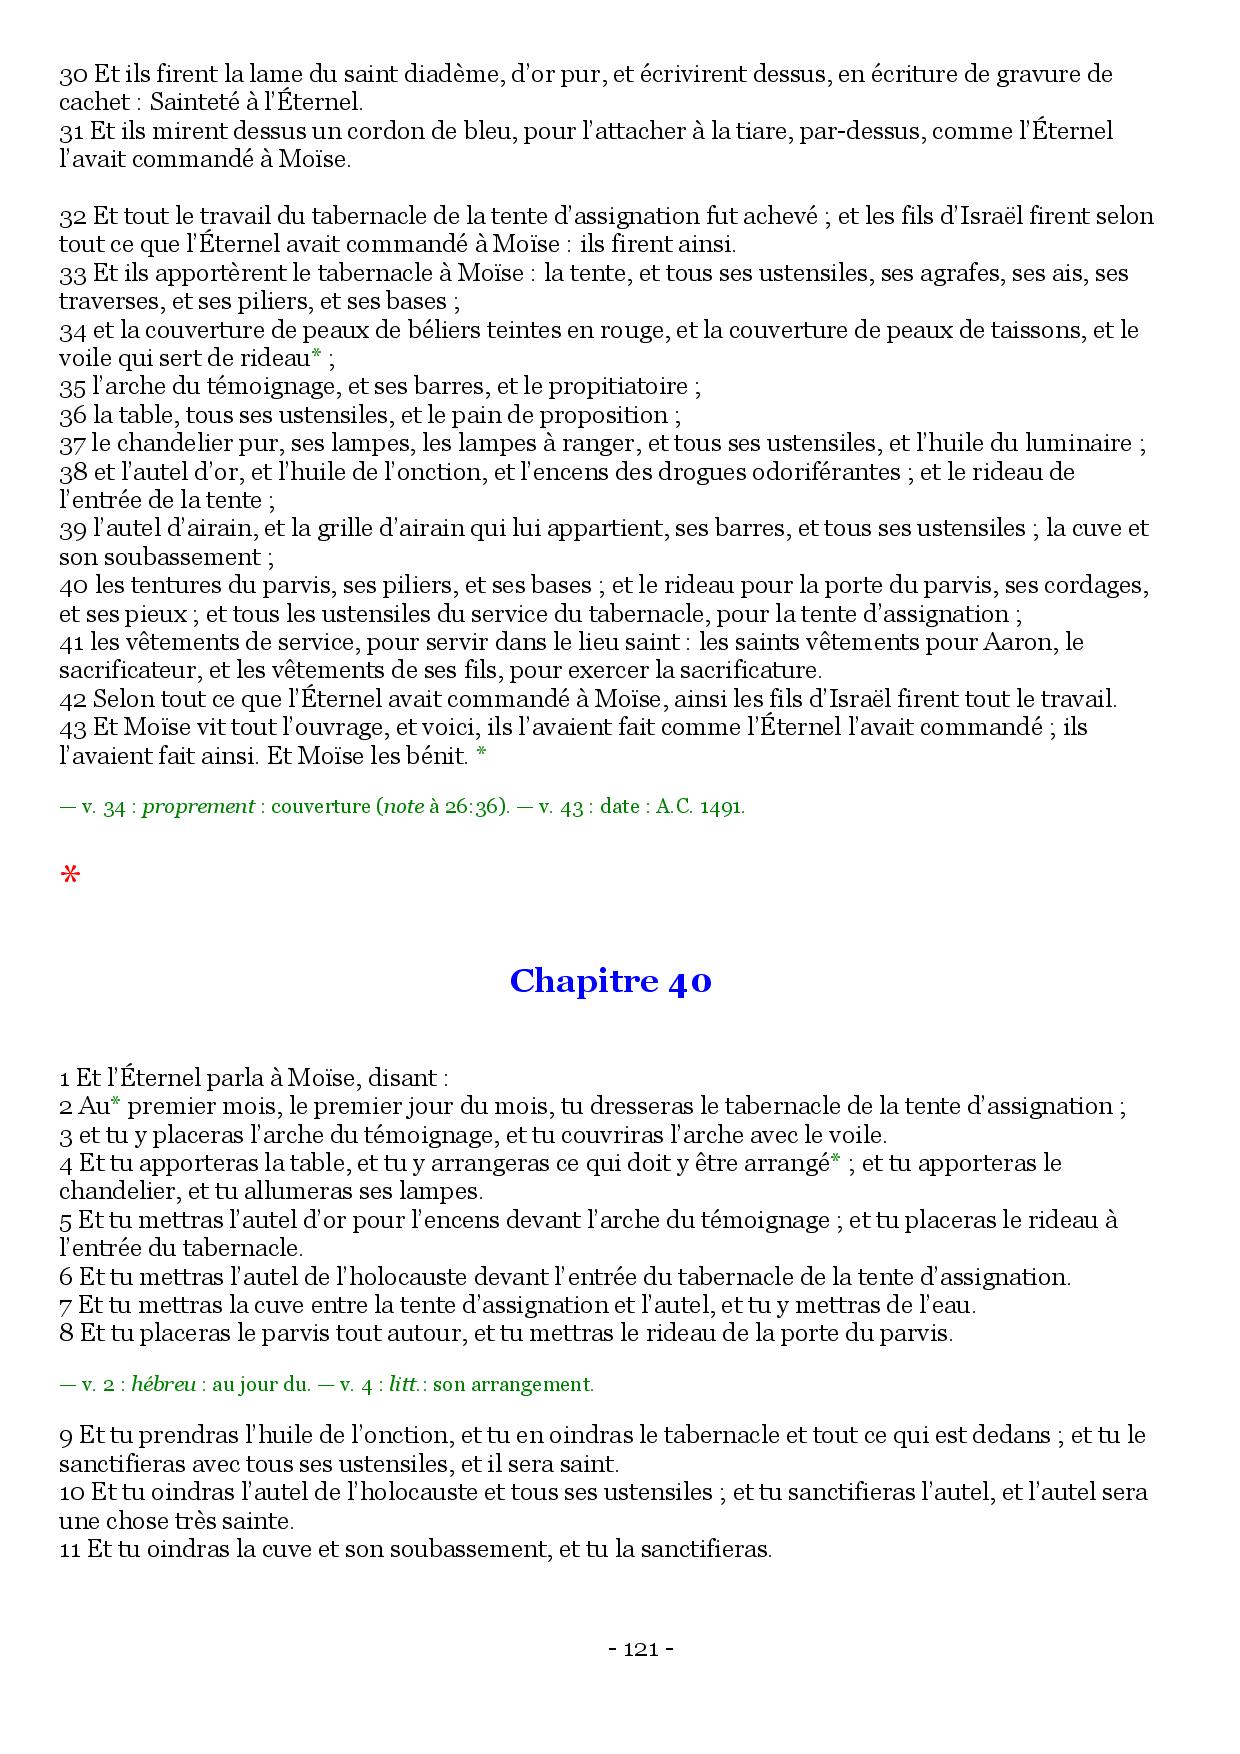 30 Et ils firent la lame du saint diadème, d’or pur, et écrivirent dessus, en écriture de gravure de
cachet : Sainteté à l’Éternel.
31 Et ils mirent dessus un cordon de bleu, pour l’attacher à la tiare, par-dessus, comme l’Éternel
l’avait commandé à Moïse.
32 Et tout le travail du tabernacle de la tente d’assignation fut achevé ; et les fils d’Israël firent selon
tout ce que l’Éternel avait commandé à Moïse : ils firent ainsi.
33 Et ils apportèrent le tabernacle à Moïse : la tente, et tous ses ustensiles, ses agrafes, ses ais, ses
traverses, et ses piliers, et ses bases ;
34 et la couverture de peaux de béliers teintes en rouge, et la couverture de peaux de taissons, et le
voile qui sert de rideau* ;
35 l’arche du témoignage, et ses barres, et le propitiatoire ;
36 la table, tous ses ustensiles, et le pain de proposition ;
37 le chandelier pur, ses lampes, les lampes à ranger, et tous ses ustensiles, et l’huile du luminaire ;
38 et l’autel d’or, et l’huile de l’onction, et l’encens des drogues odoriférantes ; et le rideau de
l’entrée de la tente ;
39 l’autel d’airain, et la grille d’airain qui lui appartient, ses barres, et tous ses ustensiles ; la cuve et
son soubassement ;
40 les tentures du parvis, ses piliers, et ses bases ; et le rideau pour la porte du parvis, ses cordages,
et ses pieux ; et tous les ustensiles du service du tabernacle, pour la tente d’assignation ;
41 les vêtements de service, pour servir dans le lieu saint : les saints vêtements pour Aaron, le
sacrificateur, et les vêtements de ses fils, pour exercer la sacrificature.
42 Selon tout ce que l’Éternel avait commandé à Moïse, ainsi les fils d’Israël firent tout le travail.
43 Et Moïse vit tout l’ouvrage, et voici, ils l’avaient fait comme l’Éternel l’avait commandé ; ils
l’avaient fait ainsi. Et Moïse les bénit. *
— v. 34 : proprement : couverture (note à 26:36). — v. 43 : date : A.C. 1491.
*
Chapitre 40
1 Et l’Éternel parla à Moïse, disant :
2 Au* premier mois, le premier jour du mois, tu dresseras le tabernacle de la tente d’assignation ;
3 et tu y placeras l’arche du témoignage, et tu couvriras l’arche avec le voile.
4 Et tu apporteras la table, et tu y arrangeras ce qui doit y être arrangé* ; et tu apporteras le
chandelier, et tu allumeras ses lampes.
5 Et tu mettras l’autel d’or pour l’encens devant l’arche du témoignage ; et tu placeras le rideau à
l’entrée du tabernacle.
6 Et tu mettras l’autel de l’holocauste devant l’entrée du tabernacle de la tente d’assignation.
7 Et tu mettras la cuve entre la tente d’assignation et l’autel, et tu y mettras de l’eau.
8 Et tu placeras le parvis tout autour, et tu mettras le rideau de la porte du parvis.
— v. 2 : hébreu : au jour du. — v. 4 : litt.: son arrangement.
9 Et tu prendras l’huile de l’onction, et tu en oindras le tabernacle et tout ce qui est dedans ; et tu le
sanctifieras avec tous ses ustensiles, et il sera saint.
10 Et tu oindras l’autel de l’holocauste et tous ses ustensiles ; et tu sanctifieras l’autel, et l’autel sera
une chose très sainte.
11 Et tu oindras la cuve et son soubassement, et tu la sanctifieras.
- 121 -